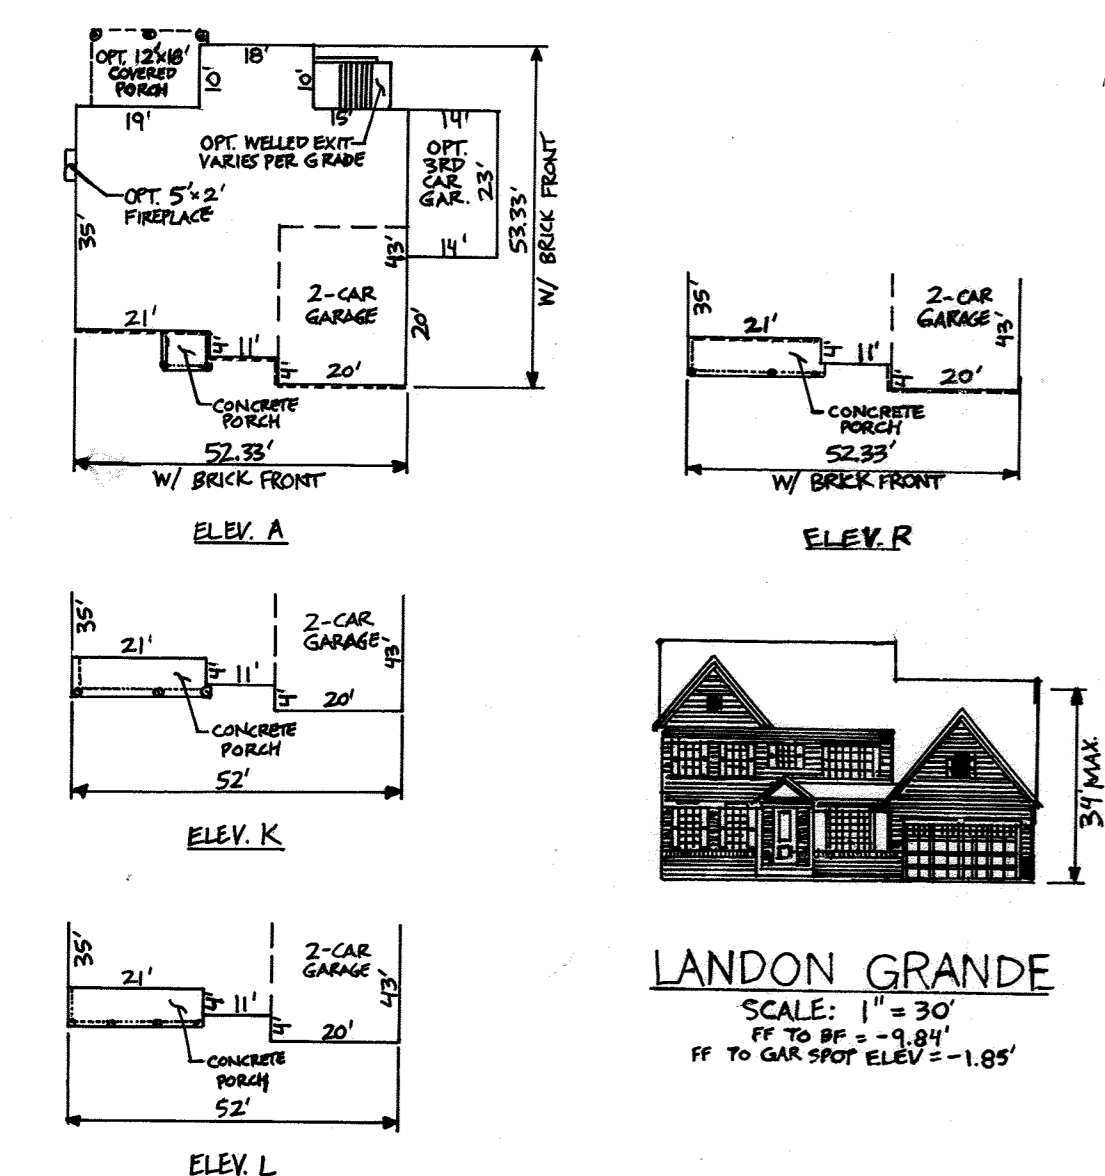 OPT. 12'x18'
COVERED
PORCH
18'
10'
10'
19'
15'
14'
OPT. WELLED EXIT
VARIES PER GRADE
OPT.
3RD
CAR
GAR.
23'
14'
OPT. 5'x2'
FIREPLACE
35'
43'
53.33'
W/ BRICK FRONT
2-CAR
GARAGE
20'
21'
4'
11'
4'
20'
CONCRETE
PORCH
52.33'
W/ BRICK FRONT
ELEV. A
35'
2-CAR
GARAGE
43'
21'
4'
11'
4'
20'
CONCRETE
PORCH
52.33'
W/ BRICK FRONT
ELEV. R
35'
2-CAR
GARAGE
43'
21'
4'
11'
4'
20'
CONCRETE
PORCH
52'
ELEV. K
34' MAX.
35'
2-CAR
GARAGE
43'
21'
4'
11'
4'
20'
CONCRETE
PORCH
52'
ELEV. L
LANDON GRANDE
SCALE: 1" = 30'
FF TO BF = -9.84'
FF TO GAR SPOT ELEV = -1.85'